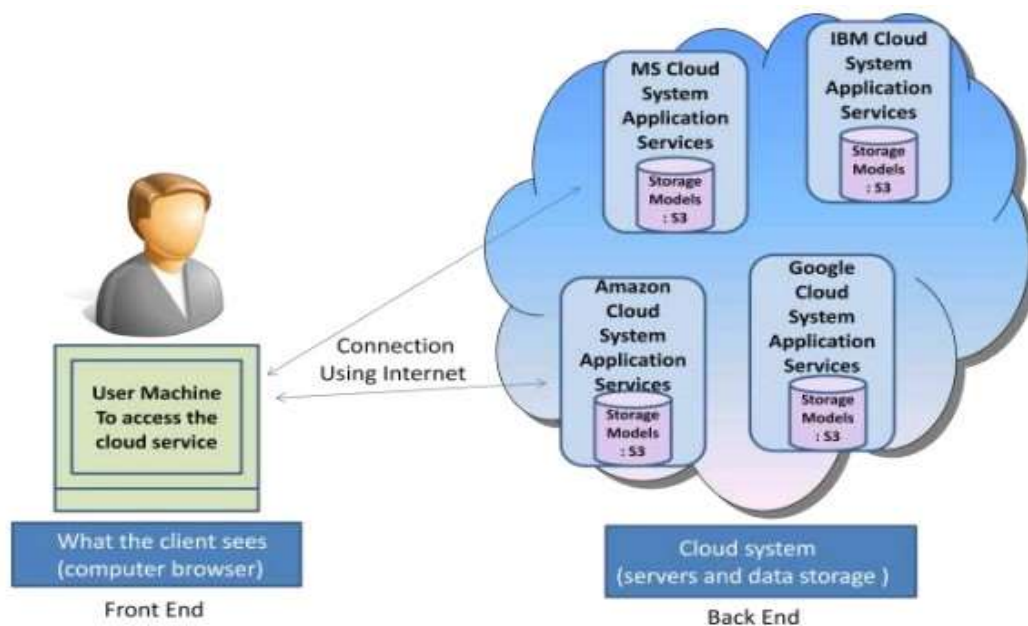 MS Cloud
System
Application
Services
Storage
Models
: S3
IBM Cloud
System
Application
Services
Storage
Models
: S3
Amazon
Cloud
System
Application
Services
Storage
Models
: S3
Google
Cloud
System
Application
Services
Storage
Models
: S3
Connection
Using Internet
User Machine
To access the
cloud service
What the client sees
(computer browser)
Front End
Cloud system
(servers and data storage )
Back End